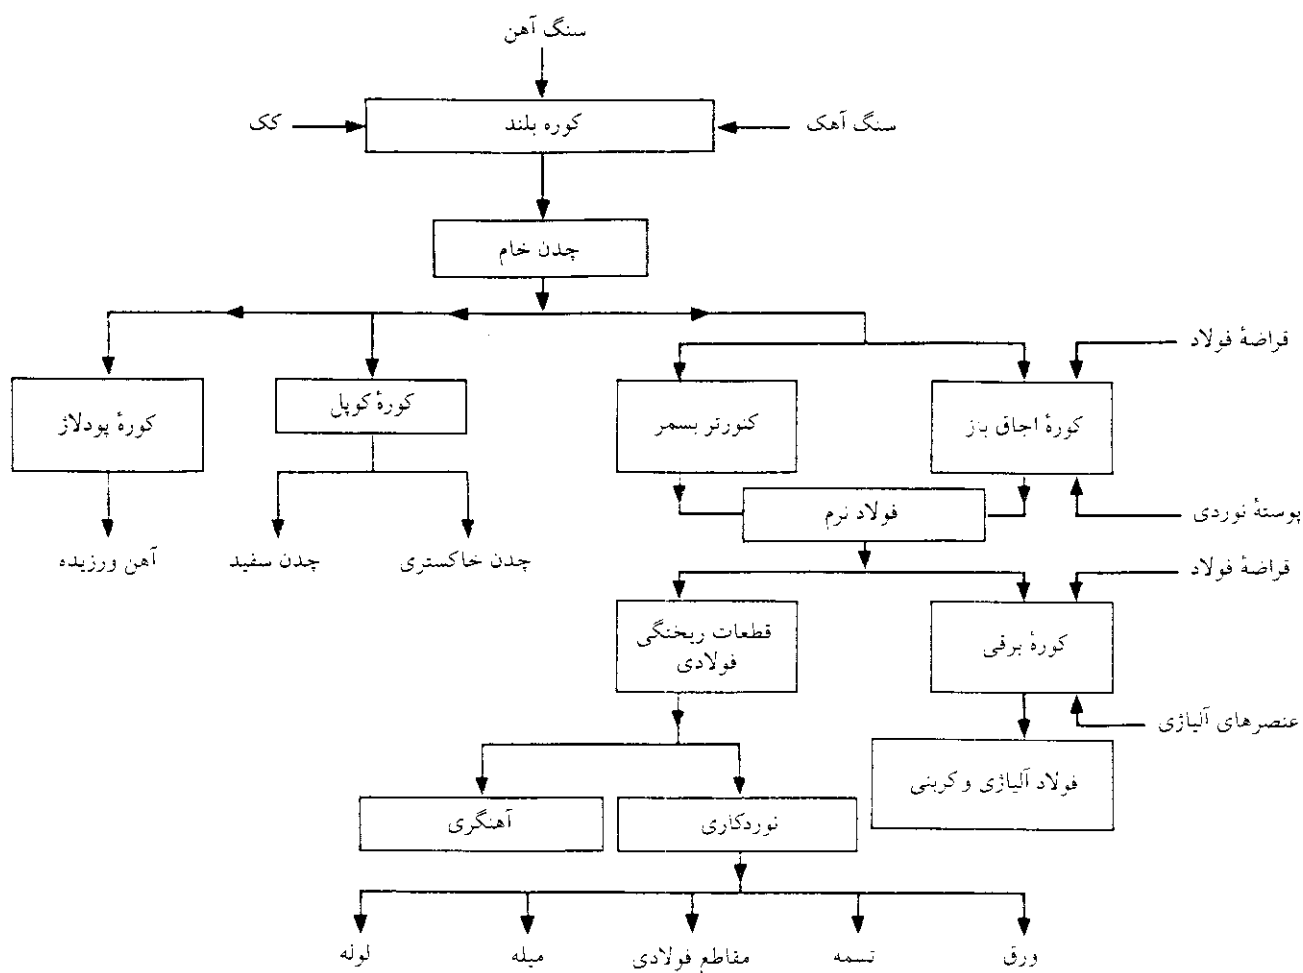 سنگ آهن
سنگ آهک
کوره بلند
کک
چدن خام
قراضهٔ فولاد
کورهٔ اجاق باز
کنورتر بسمر
کورهٔ کوپل
کورهٔ پودلاژ
پوستهٔ نوردی
فولاد نرم
چدن خاکستری
چدن سفید
آهن ورزیده
قراضهٔ فولاد
کورهٔ برقی
قطعات ریختگی
فولادی
عنصرهای آلیاژی
فولاد آلیاژی و کربنی
نوردکاری
آهنگری
ورق
تسمه
مقاطع فولادی
میله
لوله